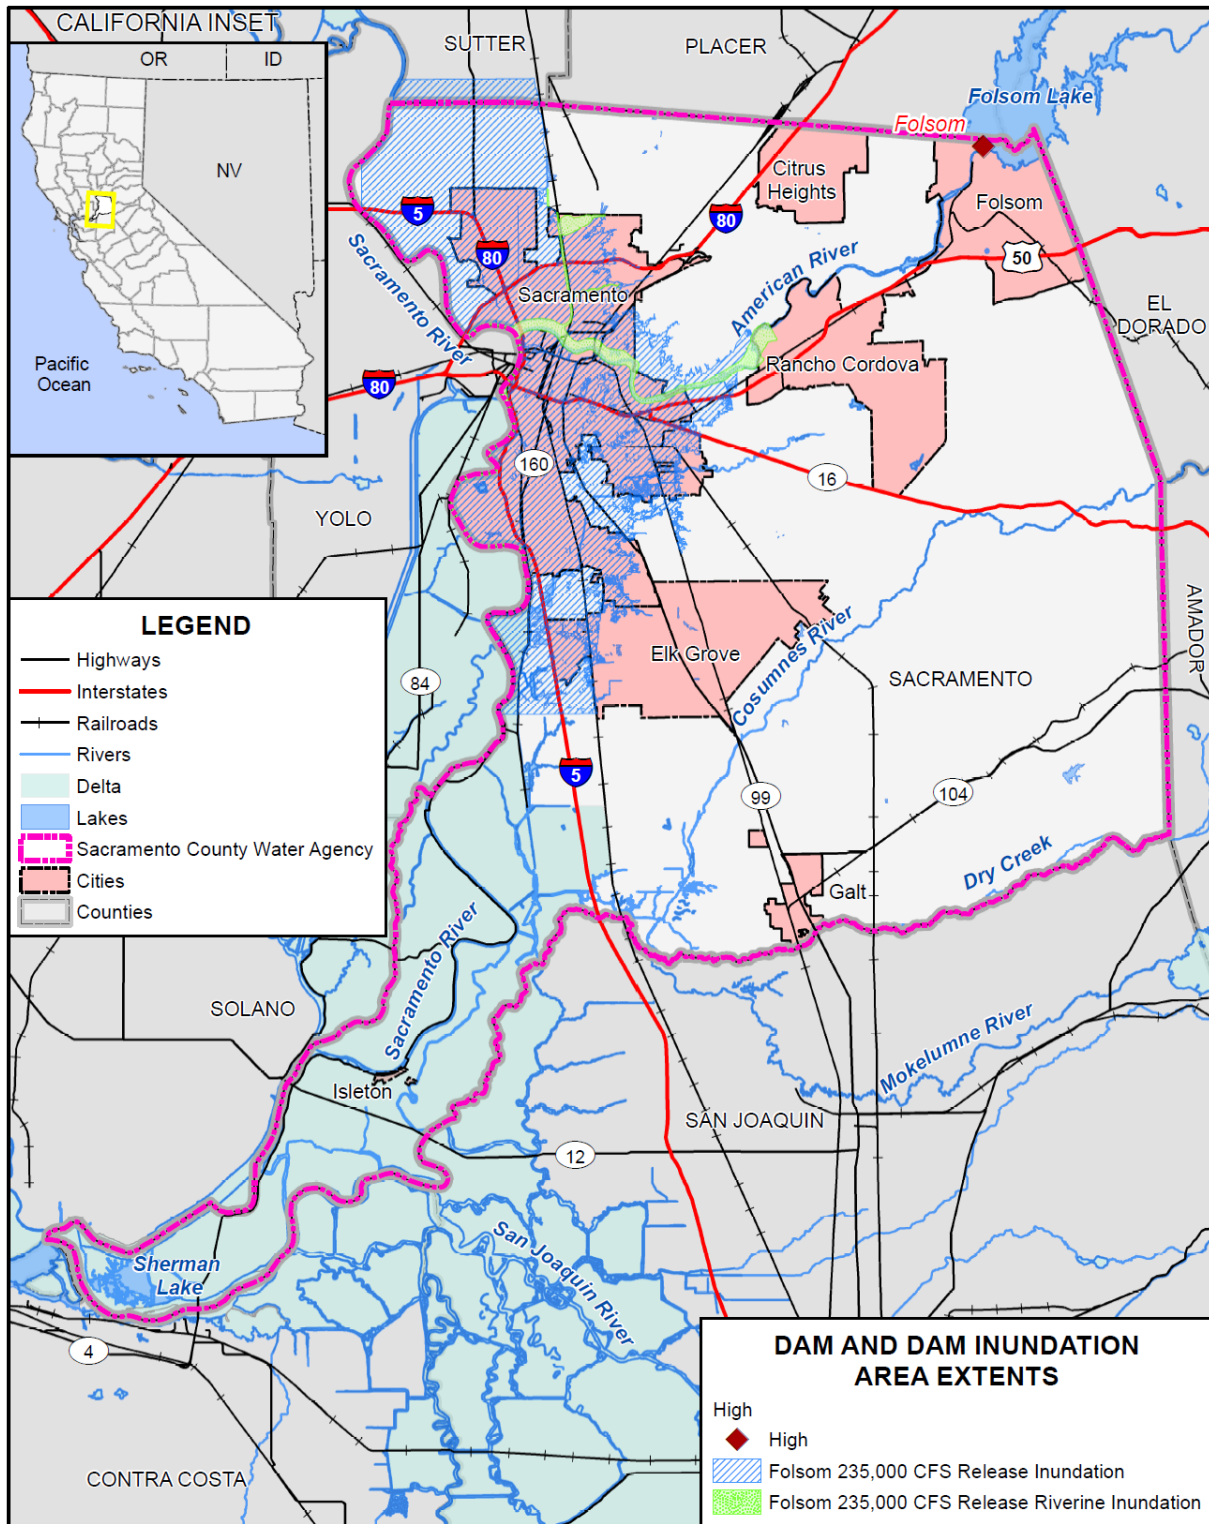 CALIFORNIA INSET
OR
ID
NV
Pacific
Ocean
SUTTER
PLACER
Folsom Lake
Folsom
Citrus
Heights
Folsom
5
80
80
50
Sacramento River
Sacramento
American River
EL
DORADO
Rancho Cordova
80
160
16
YOLO
AMADOR
Elk Grove
Cosumnes River
SACRAMENTO
84
5
99
104
Galt
Dry Creek
LEGEND
Highways
Interstates
Railroads
Rivers
Delta
Lakes
Sacramento County Water Agency
Cities
Counties
SOLANO
Sacramento River
Isleton
Mokelumne River
SAN JOAQUIN
12
Sherman
Lake
San Joaquin River
4
CONTRA COSTA
DAM AND DAM INUNDATION
AREA EXTENTS
High
High
Folsom 235,000 CFS Release Inundation
Folsom 235,000 CFS Release Riverine Inundation